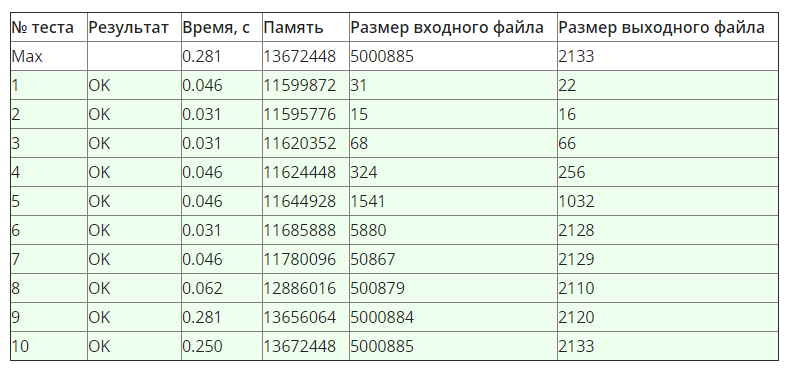 № теста Результат Время, с Память Размер входного файла Размер выходного файла
Max 0.281 13672448 5000885 2133
1 OK 0.046 11599872 31 22
2 OK 0.031 11595776 15 16
3 OK 0.031 11620352 68 66
4 OK 0.046 11624448 324 256
5 OK 0.046 11644928 1541 1032
6 OK 0.031 11685888 5880 2128
7 OK 0.046 11780096 50867 2129
8 OK 0.062 12886016 500879 2110
9 OK 0.281 13656064 5000884 2120
10 OK 0.250 13672448 5000885 2133